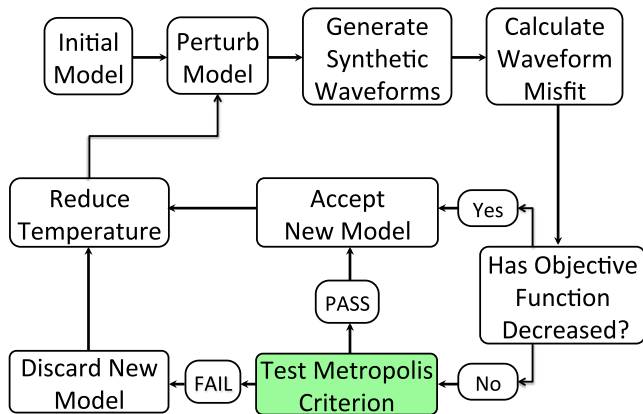 Initial
Model
Perturb
Model
Generate
Synthetic
Waveforms
Calculate
Waveform
Misfit
Reduce
Temperature
Accept
New Model
Yes
Has Objective
Function
Decreased?
PASS
Discard New
Model
FAIL
Test Metropolis
Criterion
No